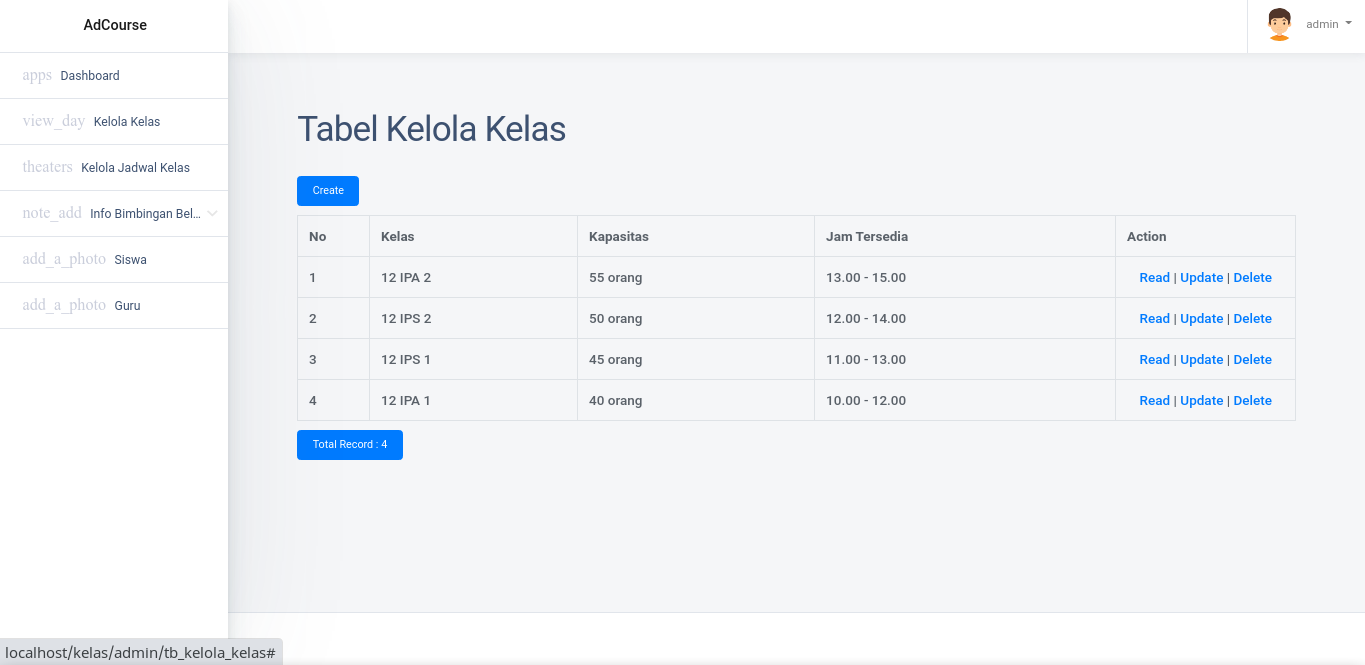 AdCourse
admin
apps Dashboard
view_day Kelola Kelas
theaters Kelola Jadwal Kelas
note_add Info Bimbingan Bel...
add_a_photo Siswa
add_a_photo Guru
Tabel Kelola Kelas
Create
No Kelas Kapasitas Jam Tersedia Action
1 12 IPA 2 55 orang 13.00 - 15.00 Read | Update | Delete
2 12 IPS 2 50 orang 12.00 - 14.00 Read | Update | Delete
3 12 IPS 1 45 orang 11.00 - 13.00 Read | Update | Delete
4 12 IPA 1 40 orang 10.00 - 12.00 Read | Update | Delete
Total Record : 4
localhost/kelas/admin/tb_kelola_kelas#